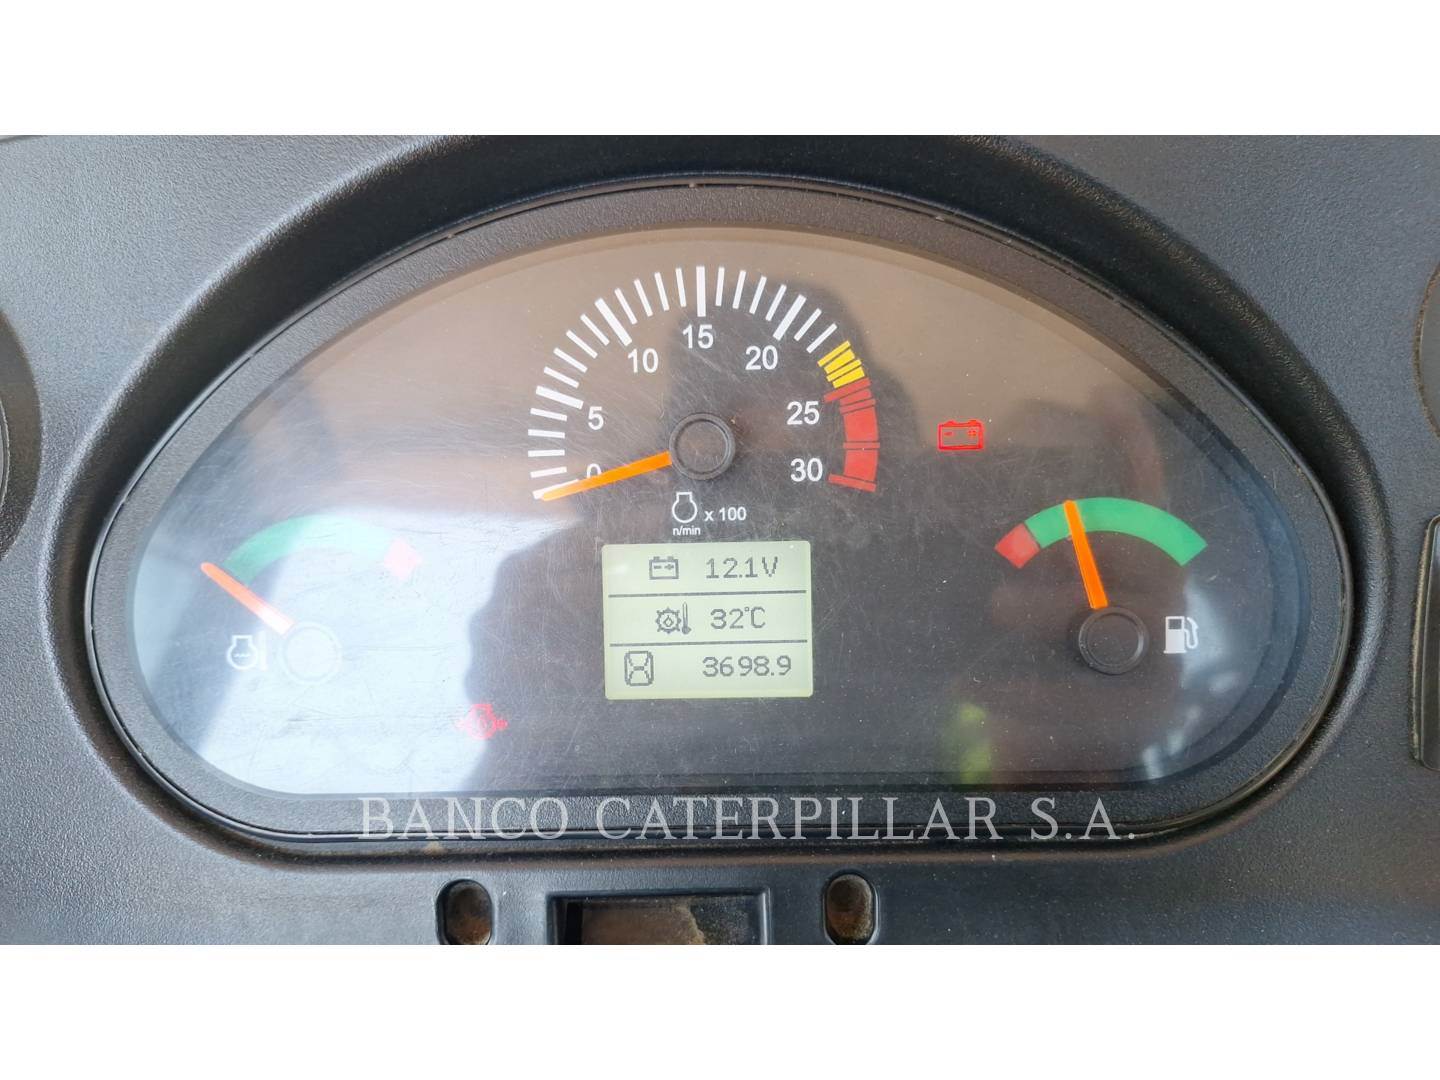 15
10
20
5
25
0
30
x 100
n/min
12.1V
32°C
3698.9
BANCO CATERPILLAR S.A.